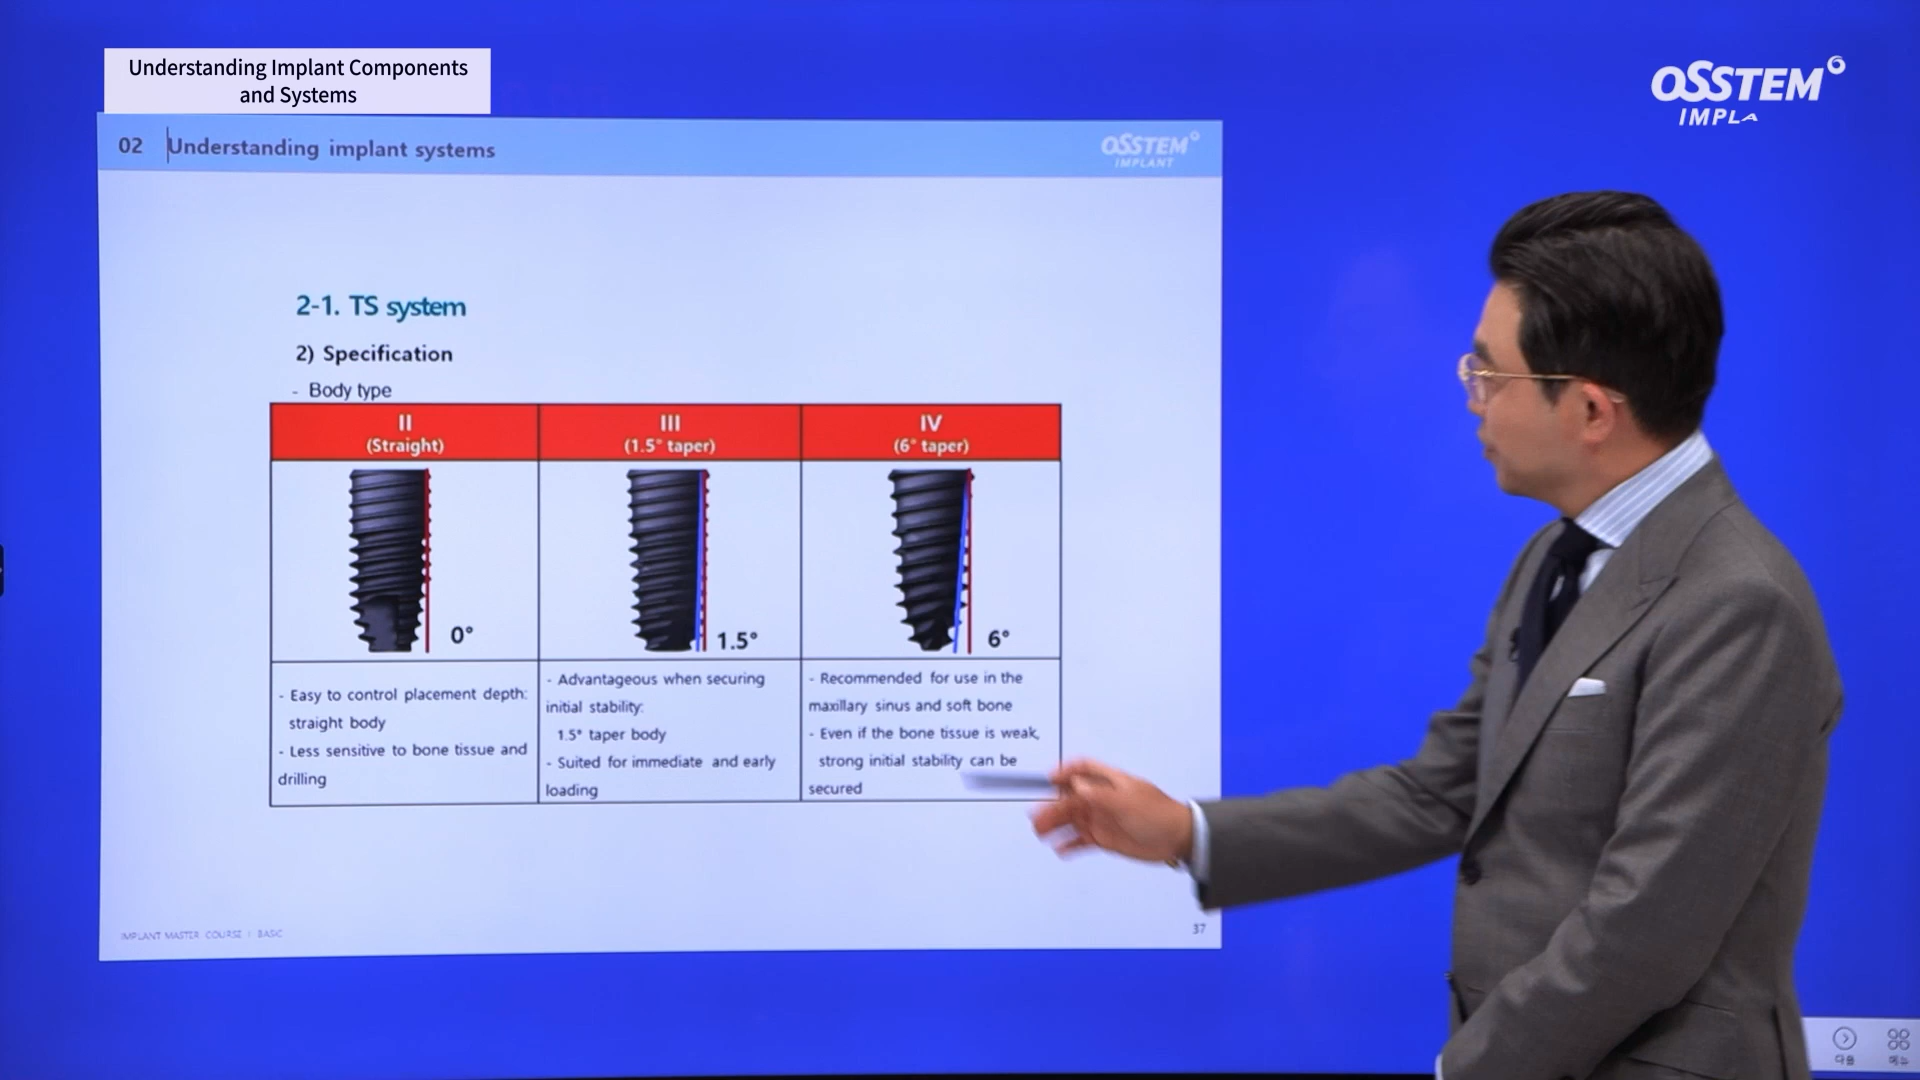 Understanding Implant Components
and Systems
OSSTEM
IMPLA
02 Understanding implant systems
OSSTEM
IMPLANT
2-1. TS system
2) Specification
- Body type
II
(Straight)
III
(1.5° taper)
IV
(6° taper)
0°
1.5°
6°
- Easy to control placement depth:
straight body
- Less sensitive to bone tissue and
drilling
- Advantageous when securing
initial stability:
1.5° taper body
- Suited for immediate and early
loading
- Recommended for use in the
maxillary sinus and soft bone
- Even if the bone tissue is weak,
strong initial stability can be
secured
IMPLANT MASTER COURSE | BASIC
37
다음
메뉴